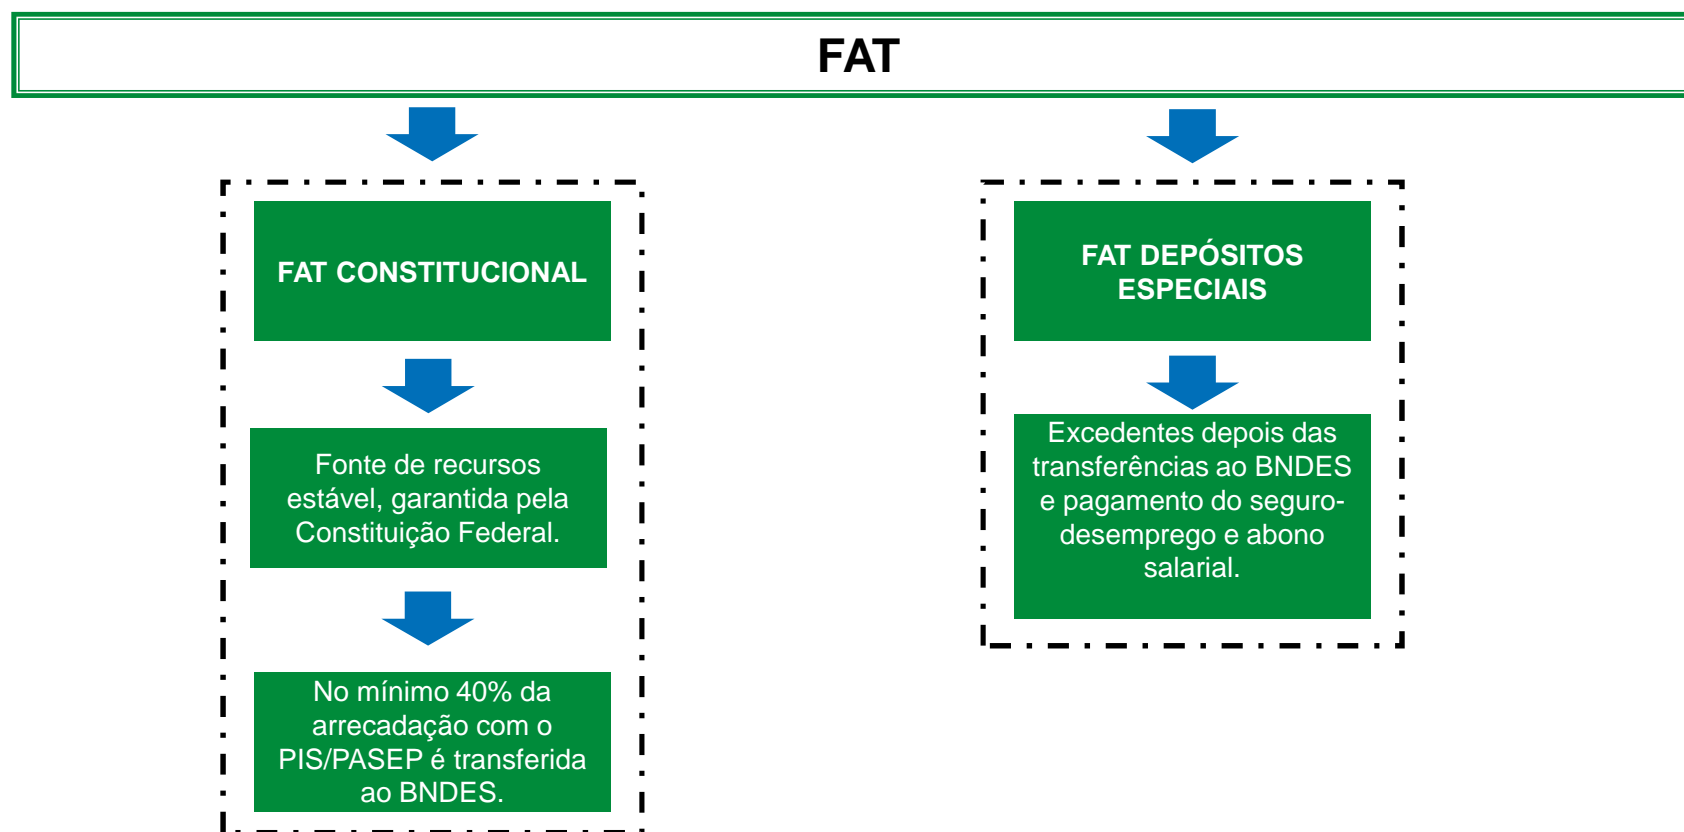 FAT
FAT CONSTITUCIONAL
Fonte de recursos
estável, garantida pela
Constituição Federal.
No mínimo 40% da
arrecadação com o
PIS/PASEP é transferida
ao BNDES.
FAT DEPÓSITOS
ESPECIAIS
Excedentes depois das
transferências ao BNDES
e pagamento do seguro-
desemprego e abono
salarial.